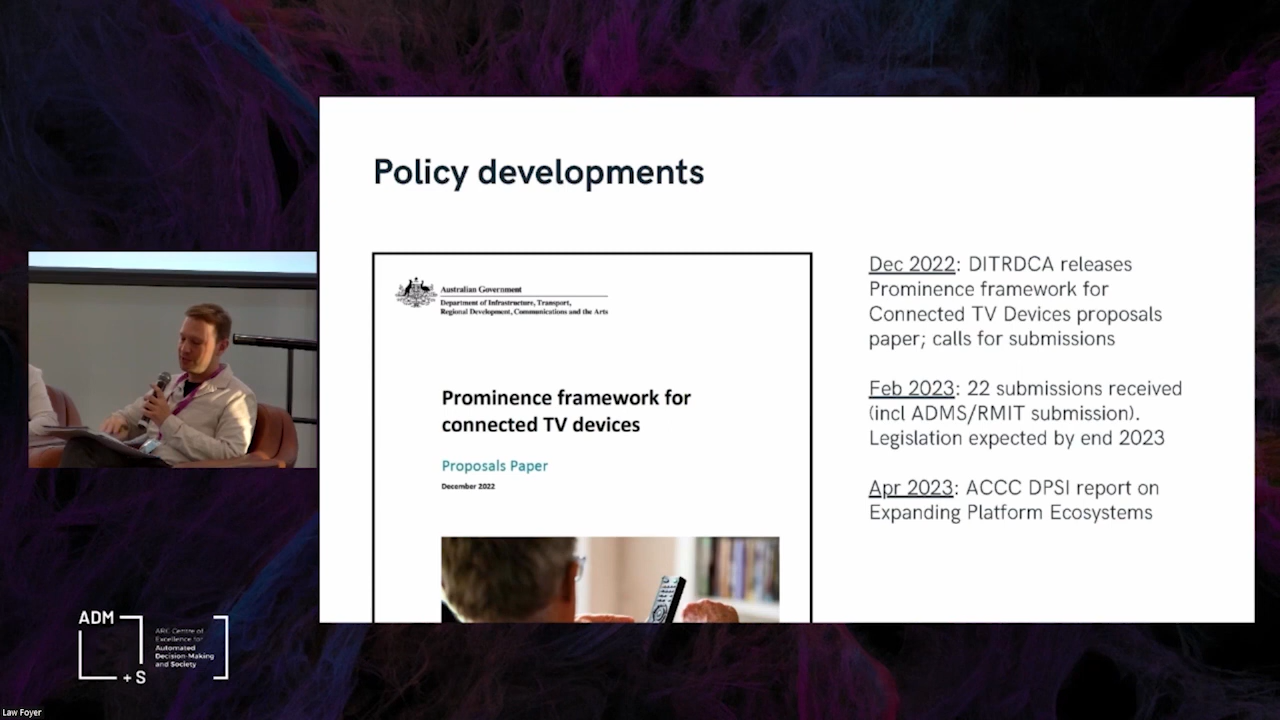 Policy developments
Australian Government
Department of Infrastructure, Transport,
Regional Development, Communications and the Arts
Prominence framework for
connected TV devices
Proposals Paper
December 2022
Dec 2022: DITRDCA releases
Prominence framework for
Connected TV Devices proposals
paper; calls for submissions
Feb 2023: 22 submissions received
(incl ADMS/RMIT submission).
Legislation expected by end 2023
Apr 2023: ACCC DPSI report on
Expanding Platform Ecosystems
ADM
+ S
ARC Centre of
Excellence for
Automated
Decision-Making
and Society
Law Foyer